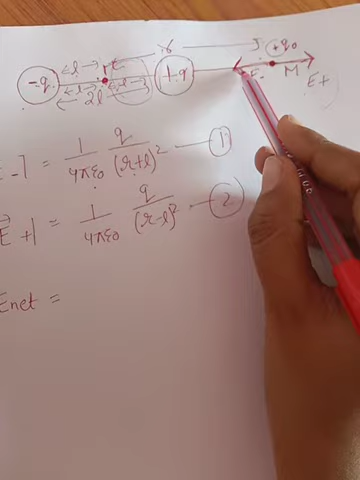 r
+q₀
-q
l
l
2l
+q
E-
M
E+
E-| = 1/4πε₀ q/(r+l)² — ①
E+| = 1/4πε₀ q/(r-l)² — ②
Enet =